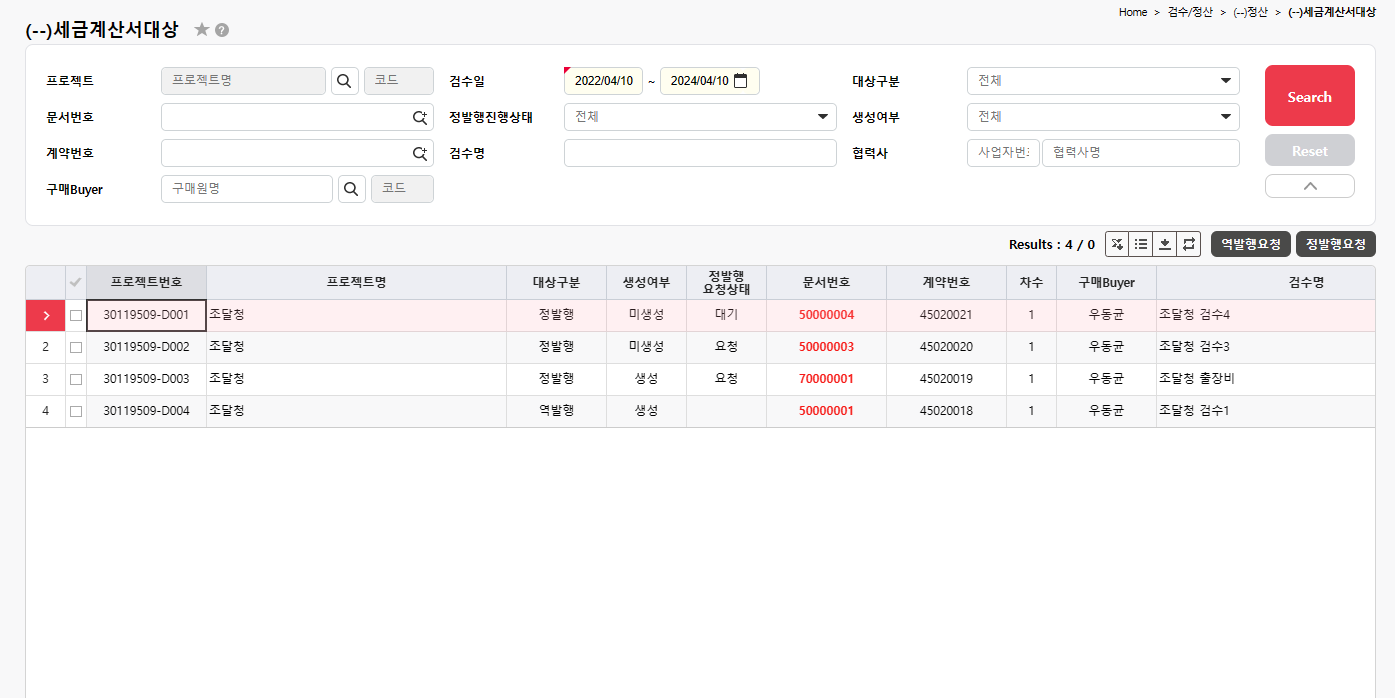 Home > 검수/정산 > (--)정산 > (--)세금계산서대상
(--)세금계산서대상
프로젝트 프로젝트명 코드 검수일 2022/04/10 ~ 2024/04/10 대상구분 전체
Search
문서번호 정발행진행상태 전체 생성여부 전체
계약번호 검수명 협력사 사업자번호 협력사명
Reset
구매Buyer 구매원명 코드
Results : 4 / 0 역발행요청 정발행요청
프로젝트번호 프로젝트명 대상구분 생성여부 정발행 요청상태 문서번호 계약번호 차수 구매Buyer 검수명
30119509-D001 조달청 정발행 미생성 대기 50000004 45020021 1 우동균 조달청 검수4
2 30119509-D002 조달청 정발행 미생성 요청 50000003 45020020 1 우동균 조달청 검수3
3 30119509-D003 조달청 정발행 생성 요청 70000001 45020019 1 우동균 조달청 출장비
4 30119509-D004 조달청 역발행 생성 50000001 45020018 1 우동균 조달청 검수1